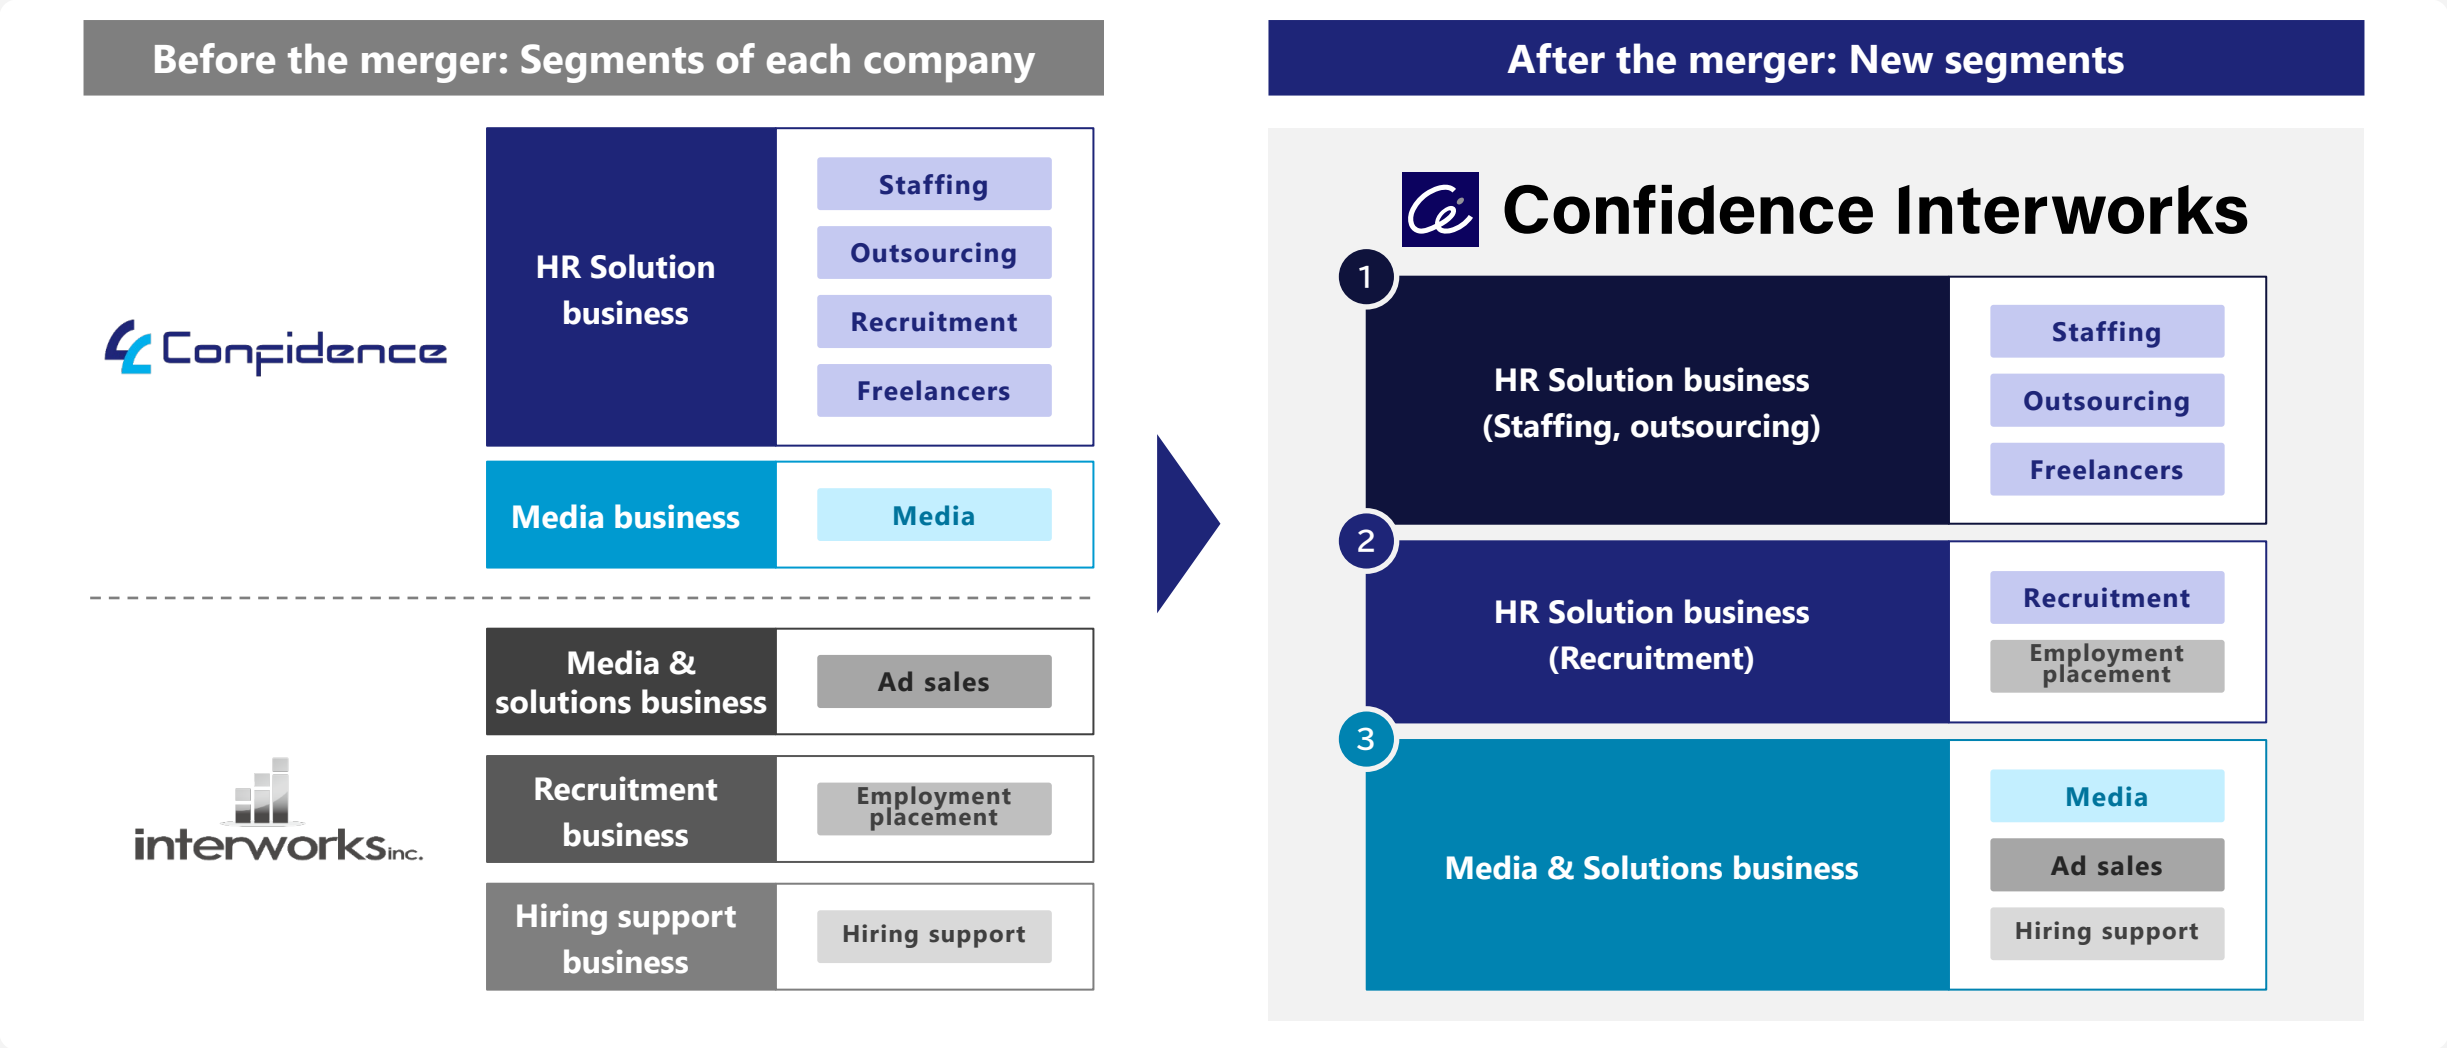 Before the merger: Segments of each company
Confidence
HR Solution
business
Staffing
Outsourcing
Recruitment
Freelancers
Media business
Media
interworks inc.
Media &
solutions business
Ad sales
Recruitment
business
Employment
placement
Hiring support
business
Hiring support
After the merger: New segments
Ci Confidence Interworks
1
HR Solution business
(Staffing, outsourcing)
Staffing
Outsourcing
Freelancers
2
HR Solution business
(Recruitment)
Recruitment
Employment
placement
3
Media & Solutions business
Media
Ad sales
Hiring support